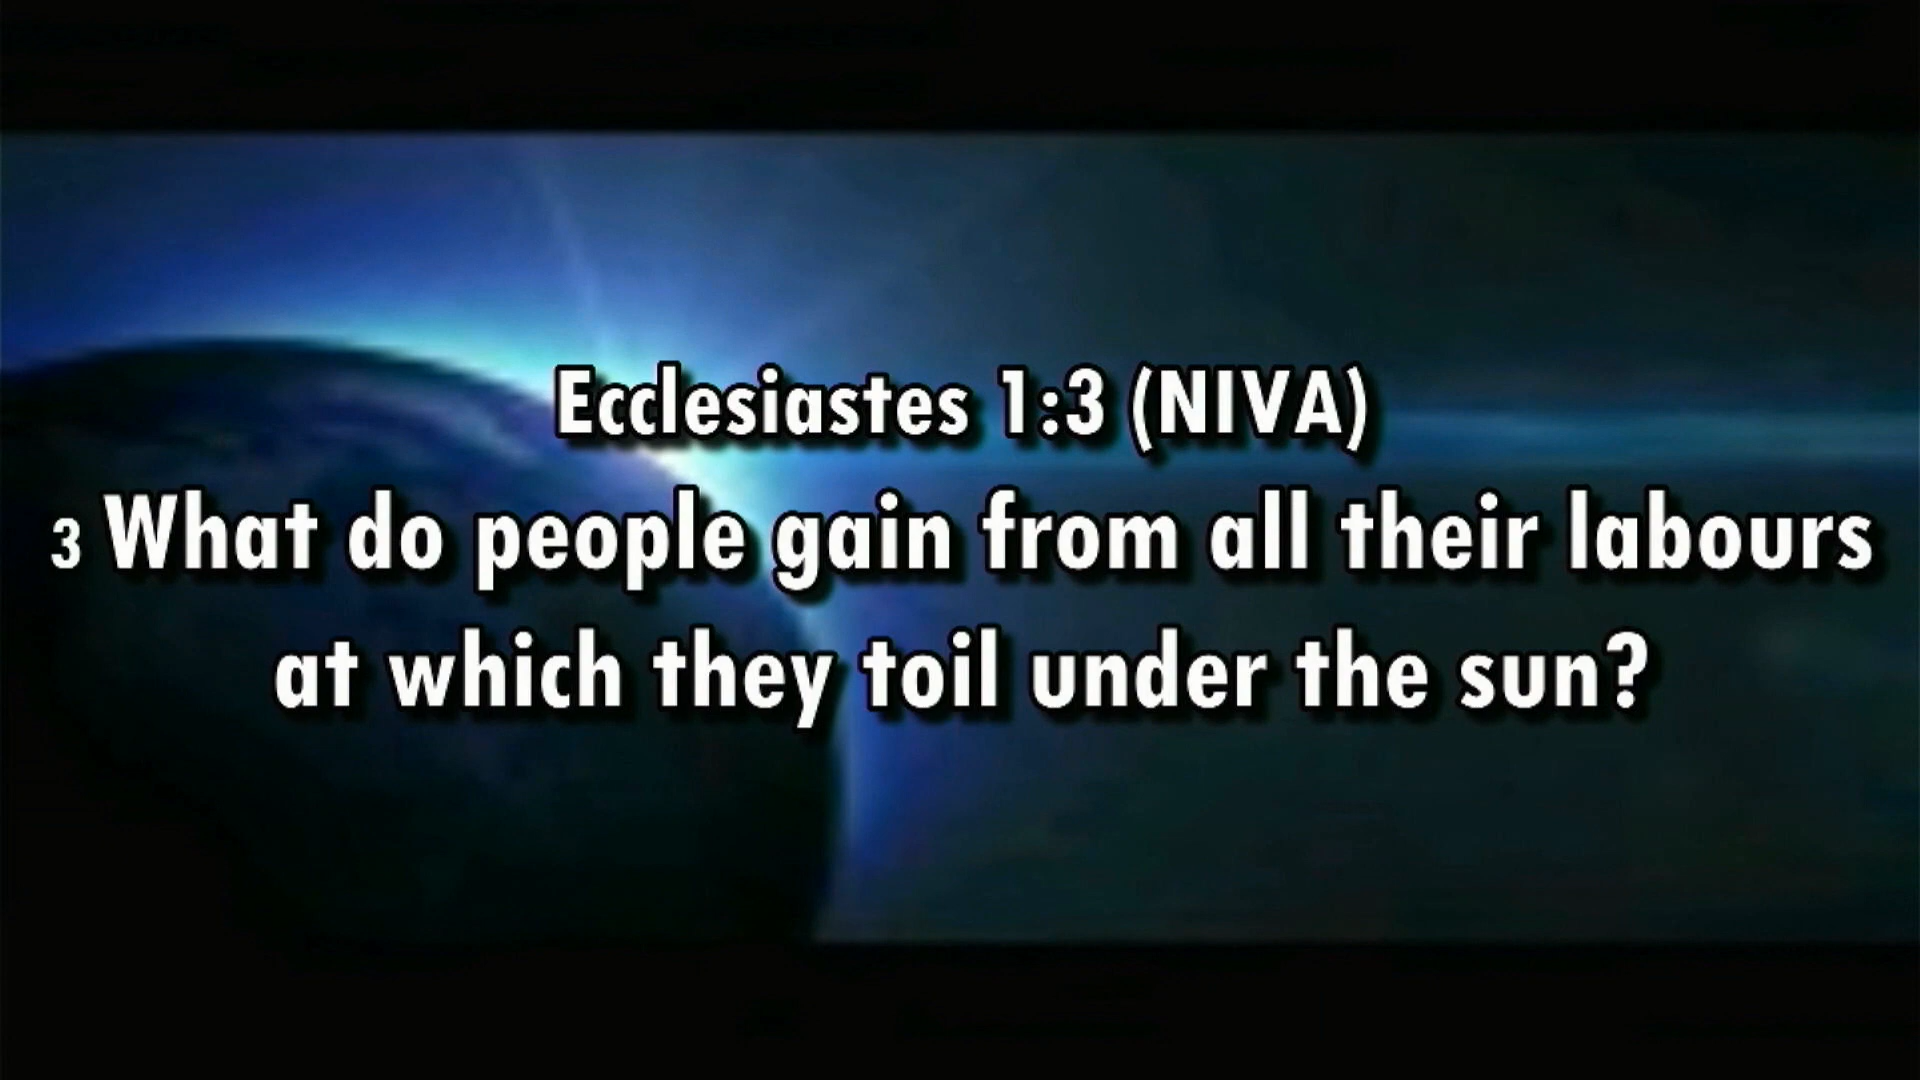 Ecclesiastes 1:3 (NIVA)
3 What do people gain from all their labours
at which they toil under the sun?